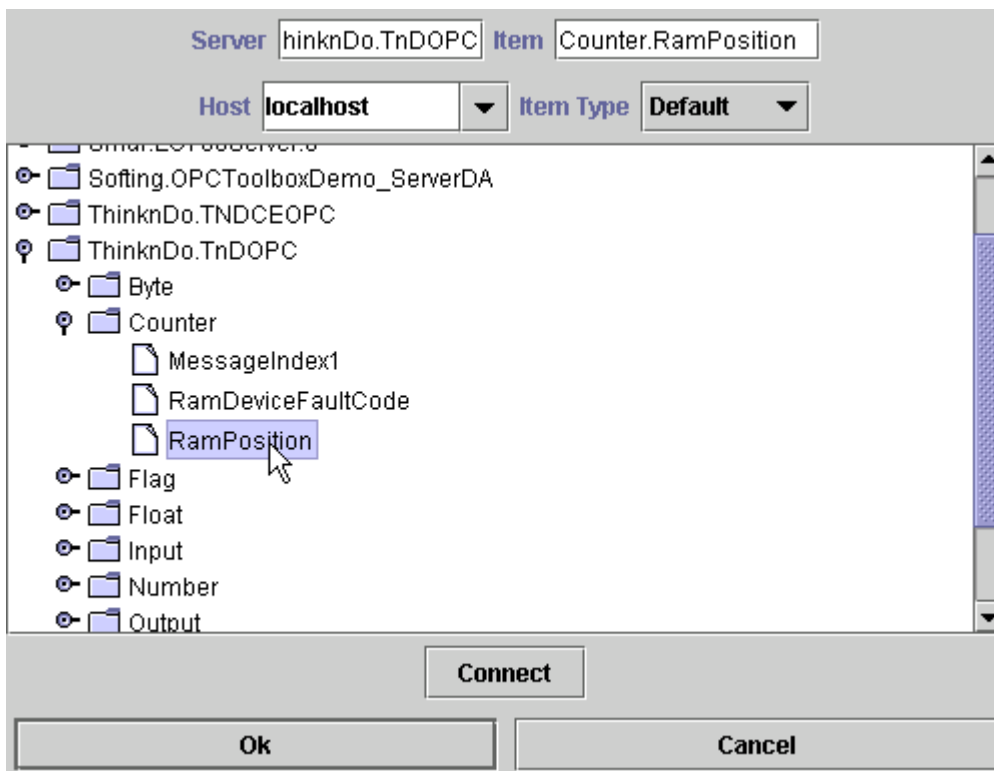 Server hinknDo.TnDOPC Item Counter.RamPosition
Host localhost Item Type Default
Softing.OPCToolboxDemo_ServerDA
ThinknDo.TNDCEOPC
ThinknDo.TnDOPC
Byte
Counter
MessageIndex1
RamDeviceFaultCode
RamPosition
Flag
Float
Input
Number
Output
Connect
Ok Cancel